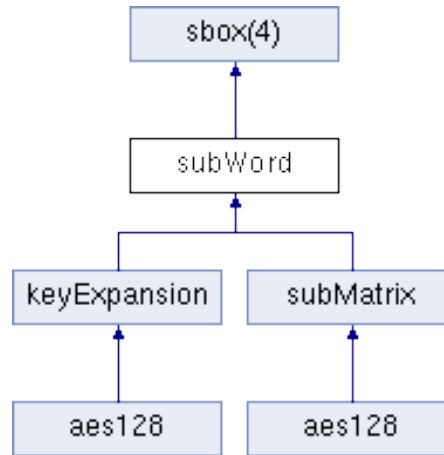 sbox(4)
subWord
keyExpansion
subMatrix
aes128
aes128